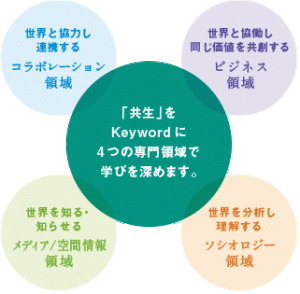 世界と協力し
連携する
コラボレーション
領域
世界と協働し
同じ価値を共創する
ビジネス
領域
「共生」を
Keywordに
4つの専門領域で
学びを深めます。
世界を知る・
知らせる
メディア/空間情報
領域
世界を分析し
理解する
ソシオロジー
領域